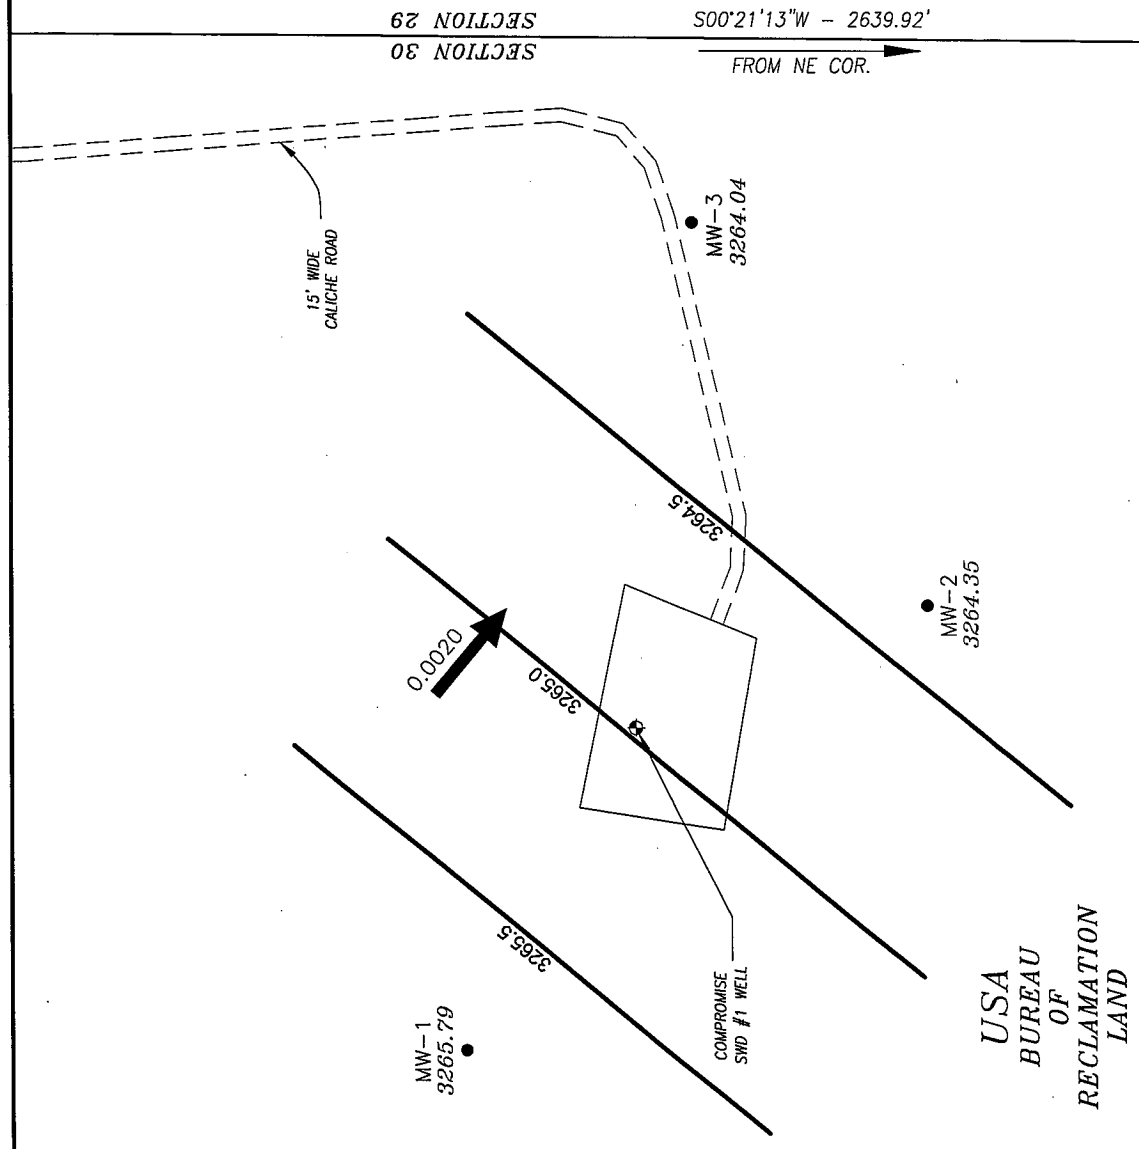 SECTION 29
SECTION 30
S00°21'13"W - 2639.92'
FROM NE COR.
15' WIDE
CALICHE ROAD
MW-3
3264.04
3264.5
0.0020
3265.0
MW-2
3264.35
3265.5
MW-1
3265.79
COMPROMISE
SWD #1 WELL
USA
BUREAU
OF
RECLAMATION
LAND